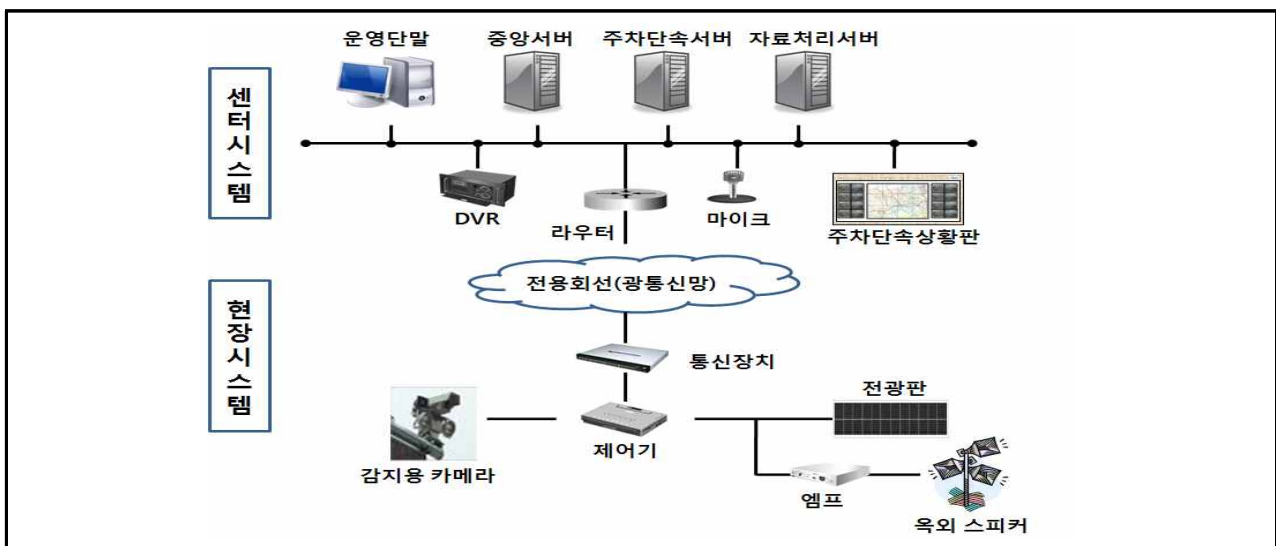 운영단말 중앙서버 주차단속서버 자료처리서버
센터시스템
DVR
라우터
마이크
주차단속상황판
전용회선(광통신망)
현장시스템
통신장치
전광판
제어기
감지용 카메라
엠프
옥외 스피커